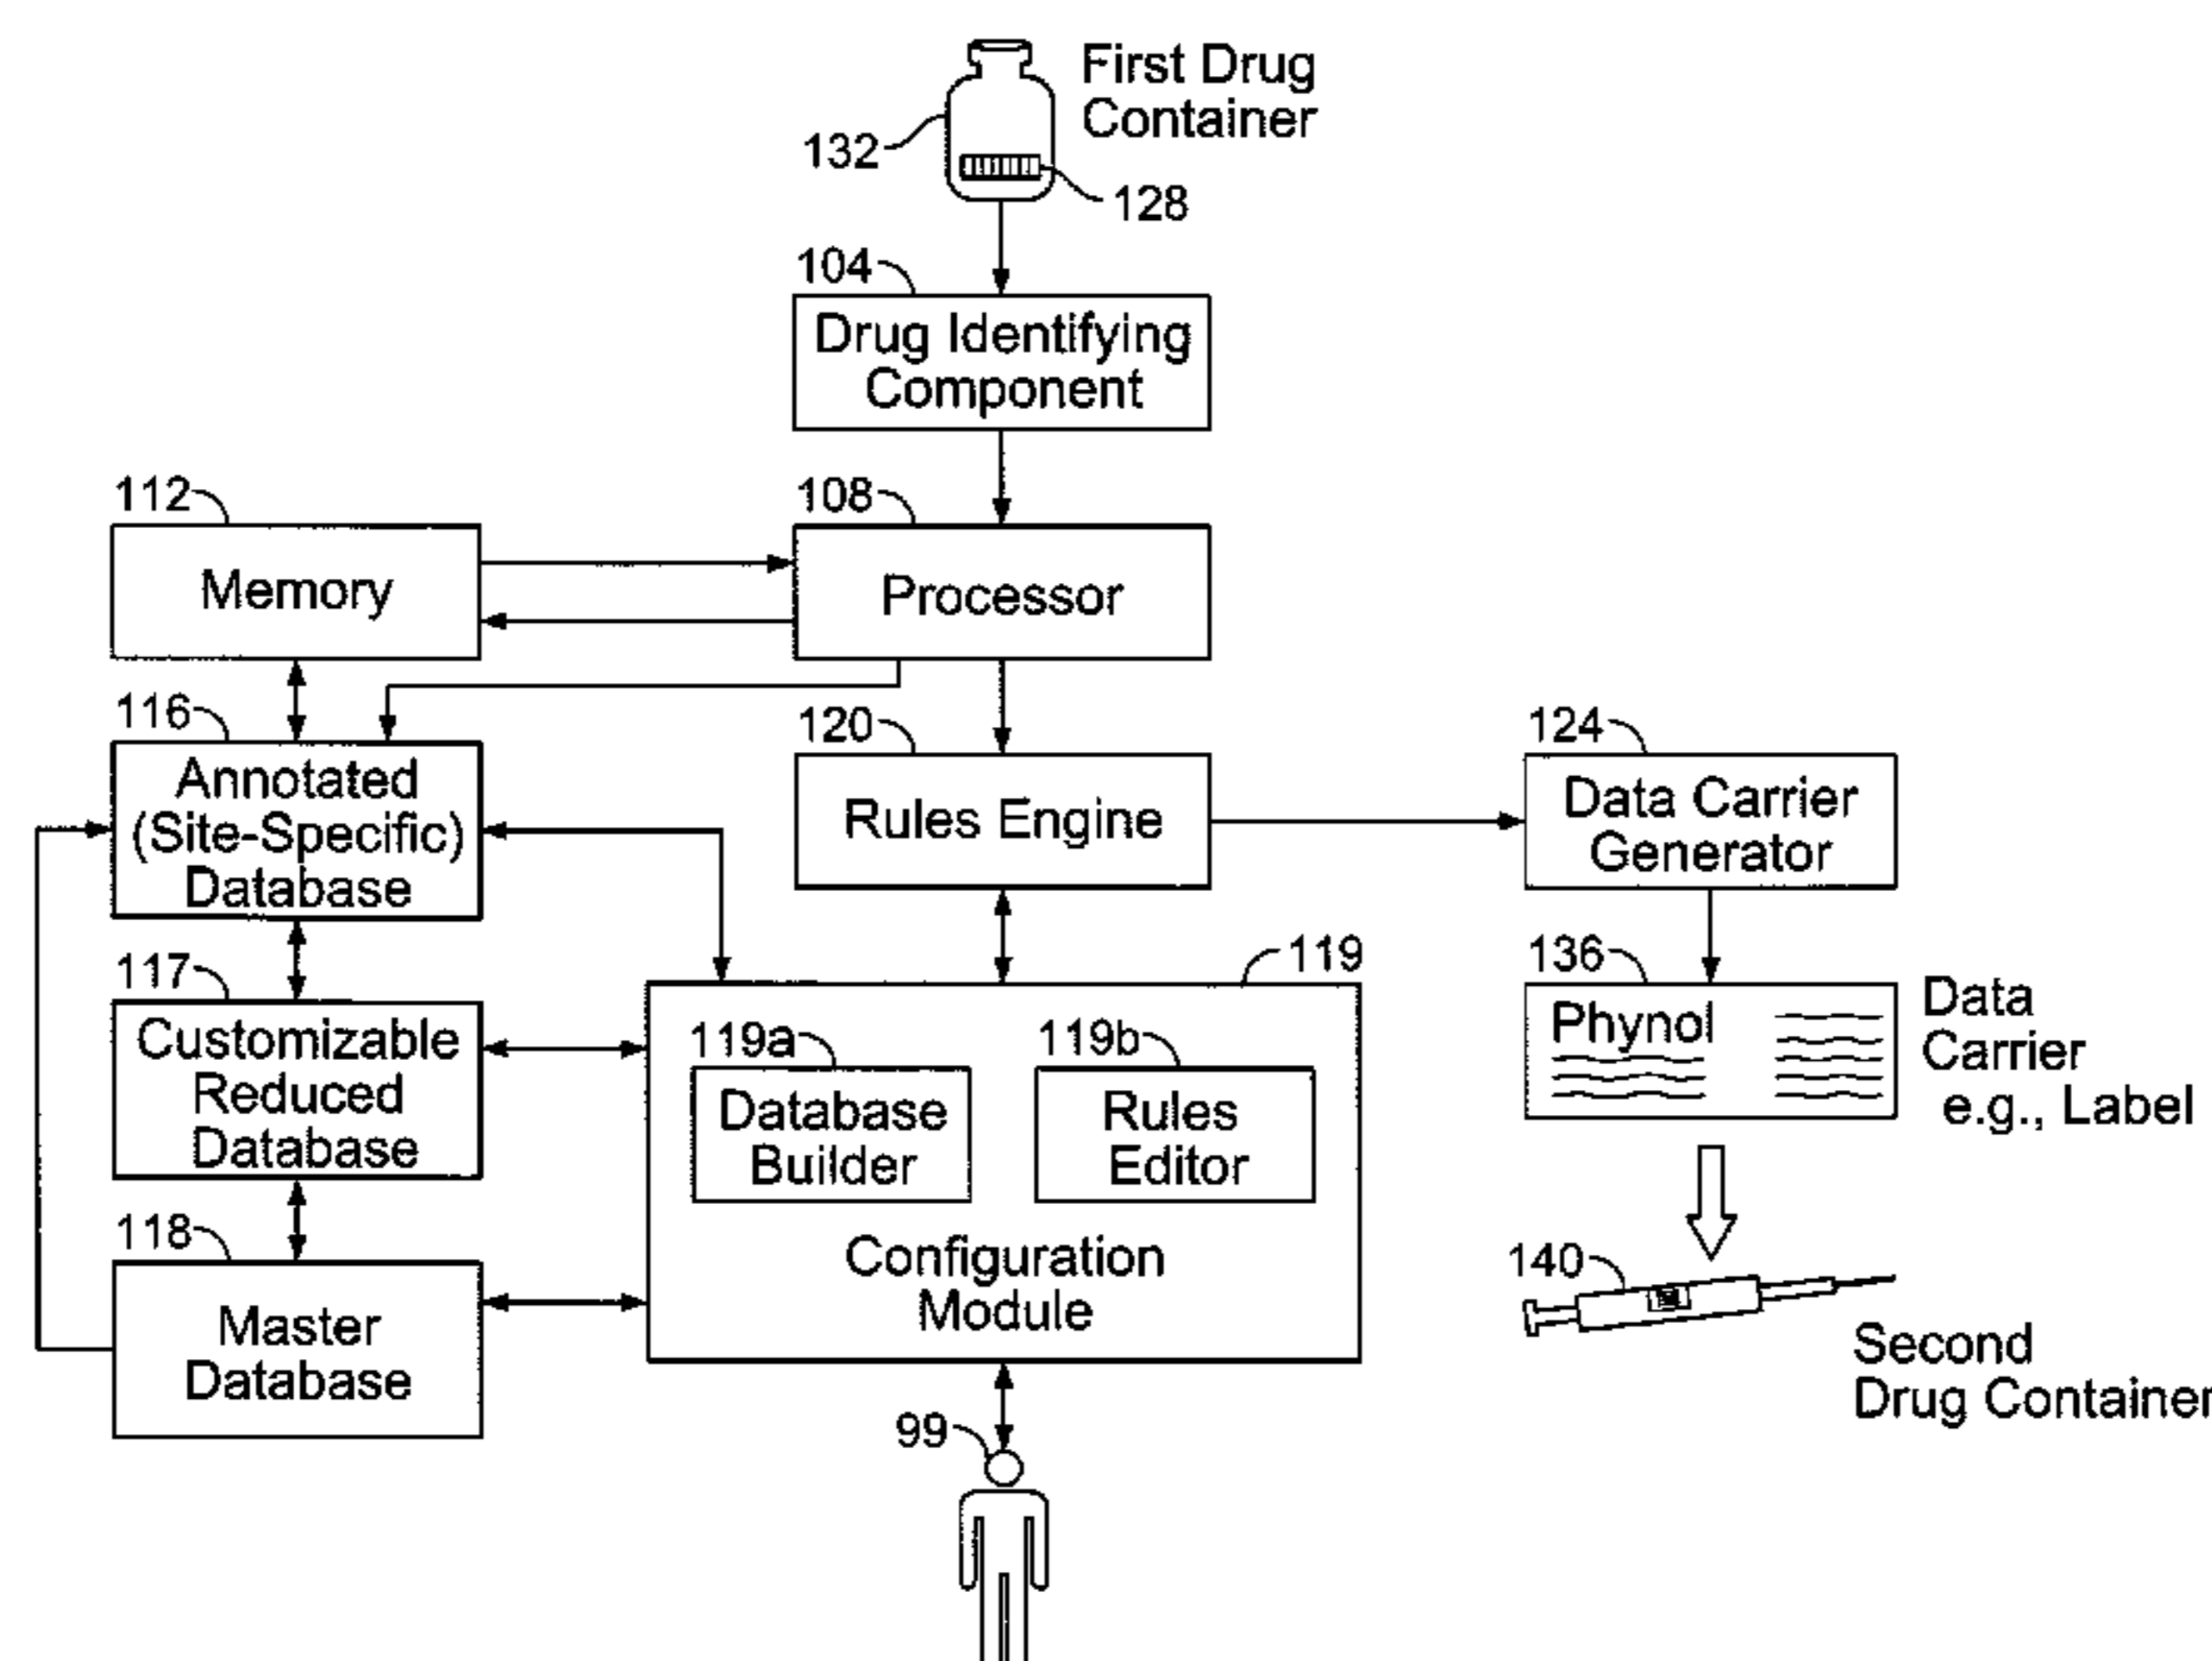 First Drug
Container
132
128
104
Drug Identifying
Component
112
Memory
108
Processor
116
Annotated
(Site-Specific)
Database
120
Rules Engine
124
Data Carrier
Generator
117
Customizable
Reduced
Database
119
119a
Database
Builder
119b
Rules
Editor
Configuration
Module
136
Phynol
Data
Carrier
e.g., Label
118
Master
Database
140
Second
Drug Container
99